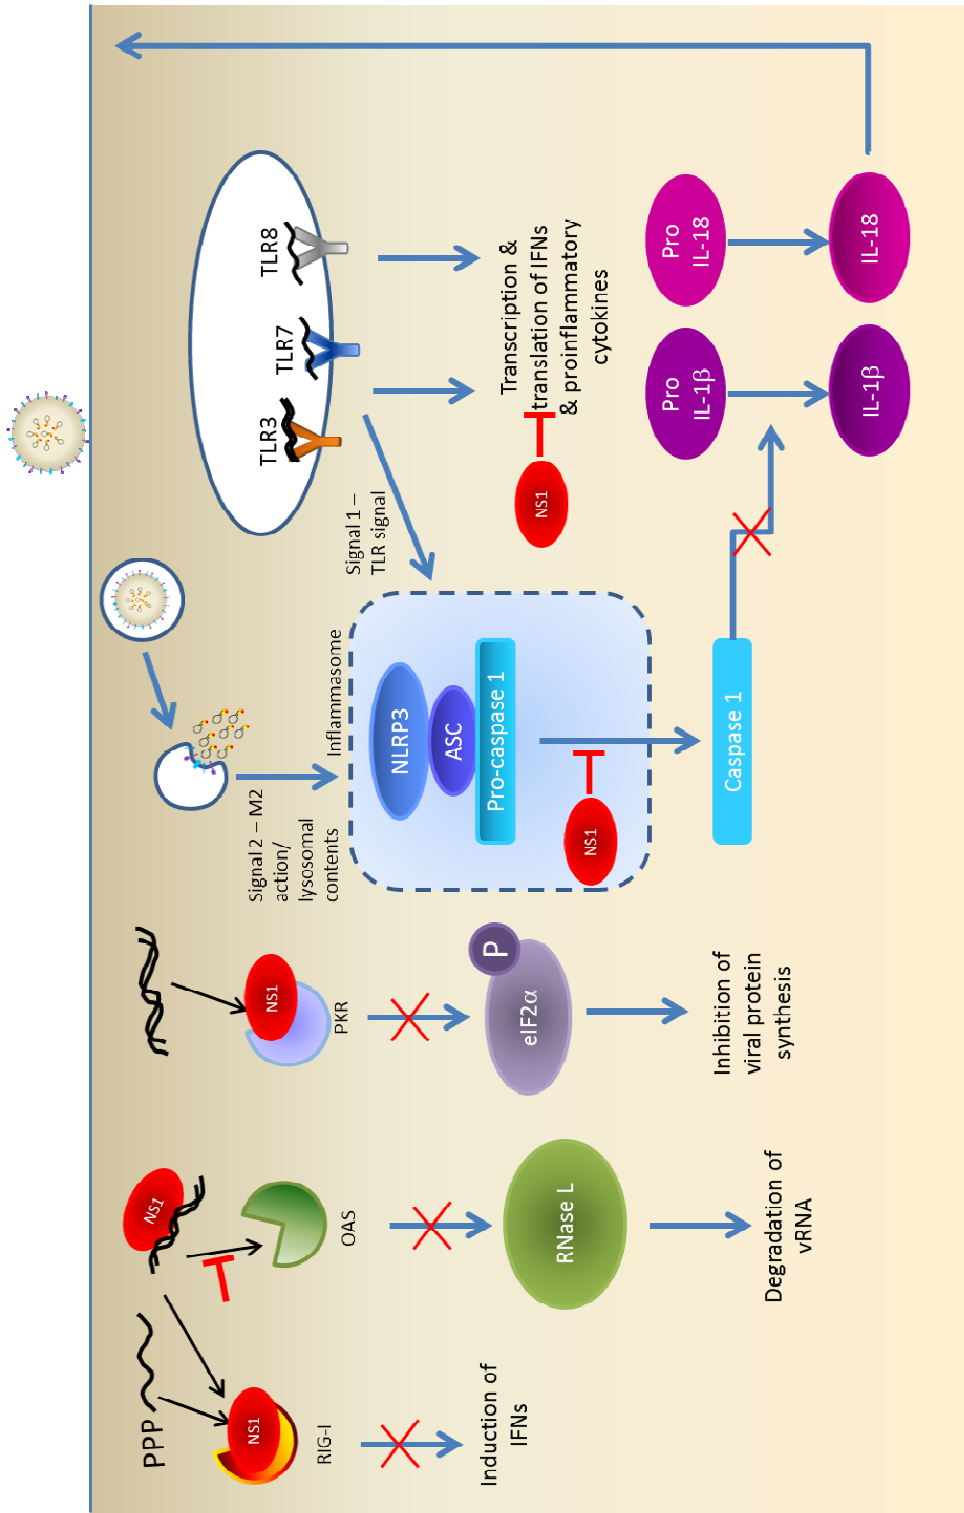 PPP
NS1
RIG-I
Induction of
IFNs
NS1
OAS
RNase L
Degradation of
vRNA
NS1
PKR
P
eIF2α
Inhibition of
viral protein
synthesis
Signal 2 – M2
action/
lysosomal
contents
Inflammasome
NLRP3
ASC
Pro-caspase 1
NS1
Caspase 1
Signal 1 –
TLR signal
TLR3
TLR7
TLR8
NS1
Transcription &
translation of IFNs
& proinflammatory
cytokines
Pro
IL-1β
Pro
IL-18
IL-1β
IL-18